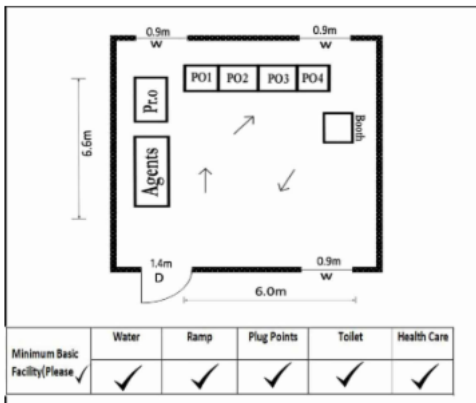 0.9m 0.9m
W W
PO1 PO2 PO3 PO4
Pr.o
Booth
6.6m
Agents
1.4m 0.9m
D W
6.0m
Water Ramp Plug Points Toilet Health Care
Minimum Basic
Facility(Please ✓ ✓ ✓ ✓ ✓ ✓